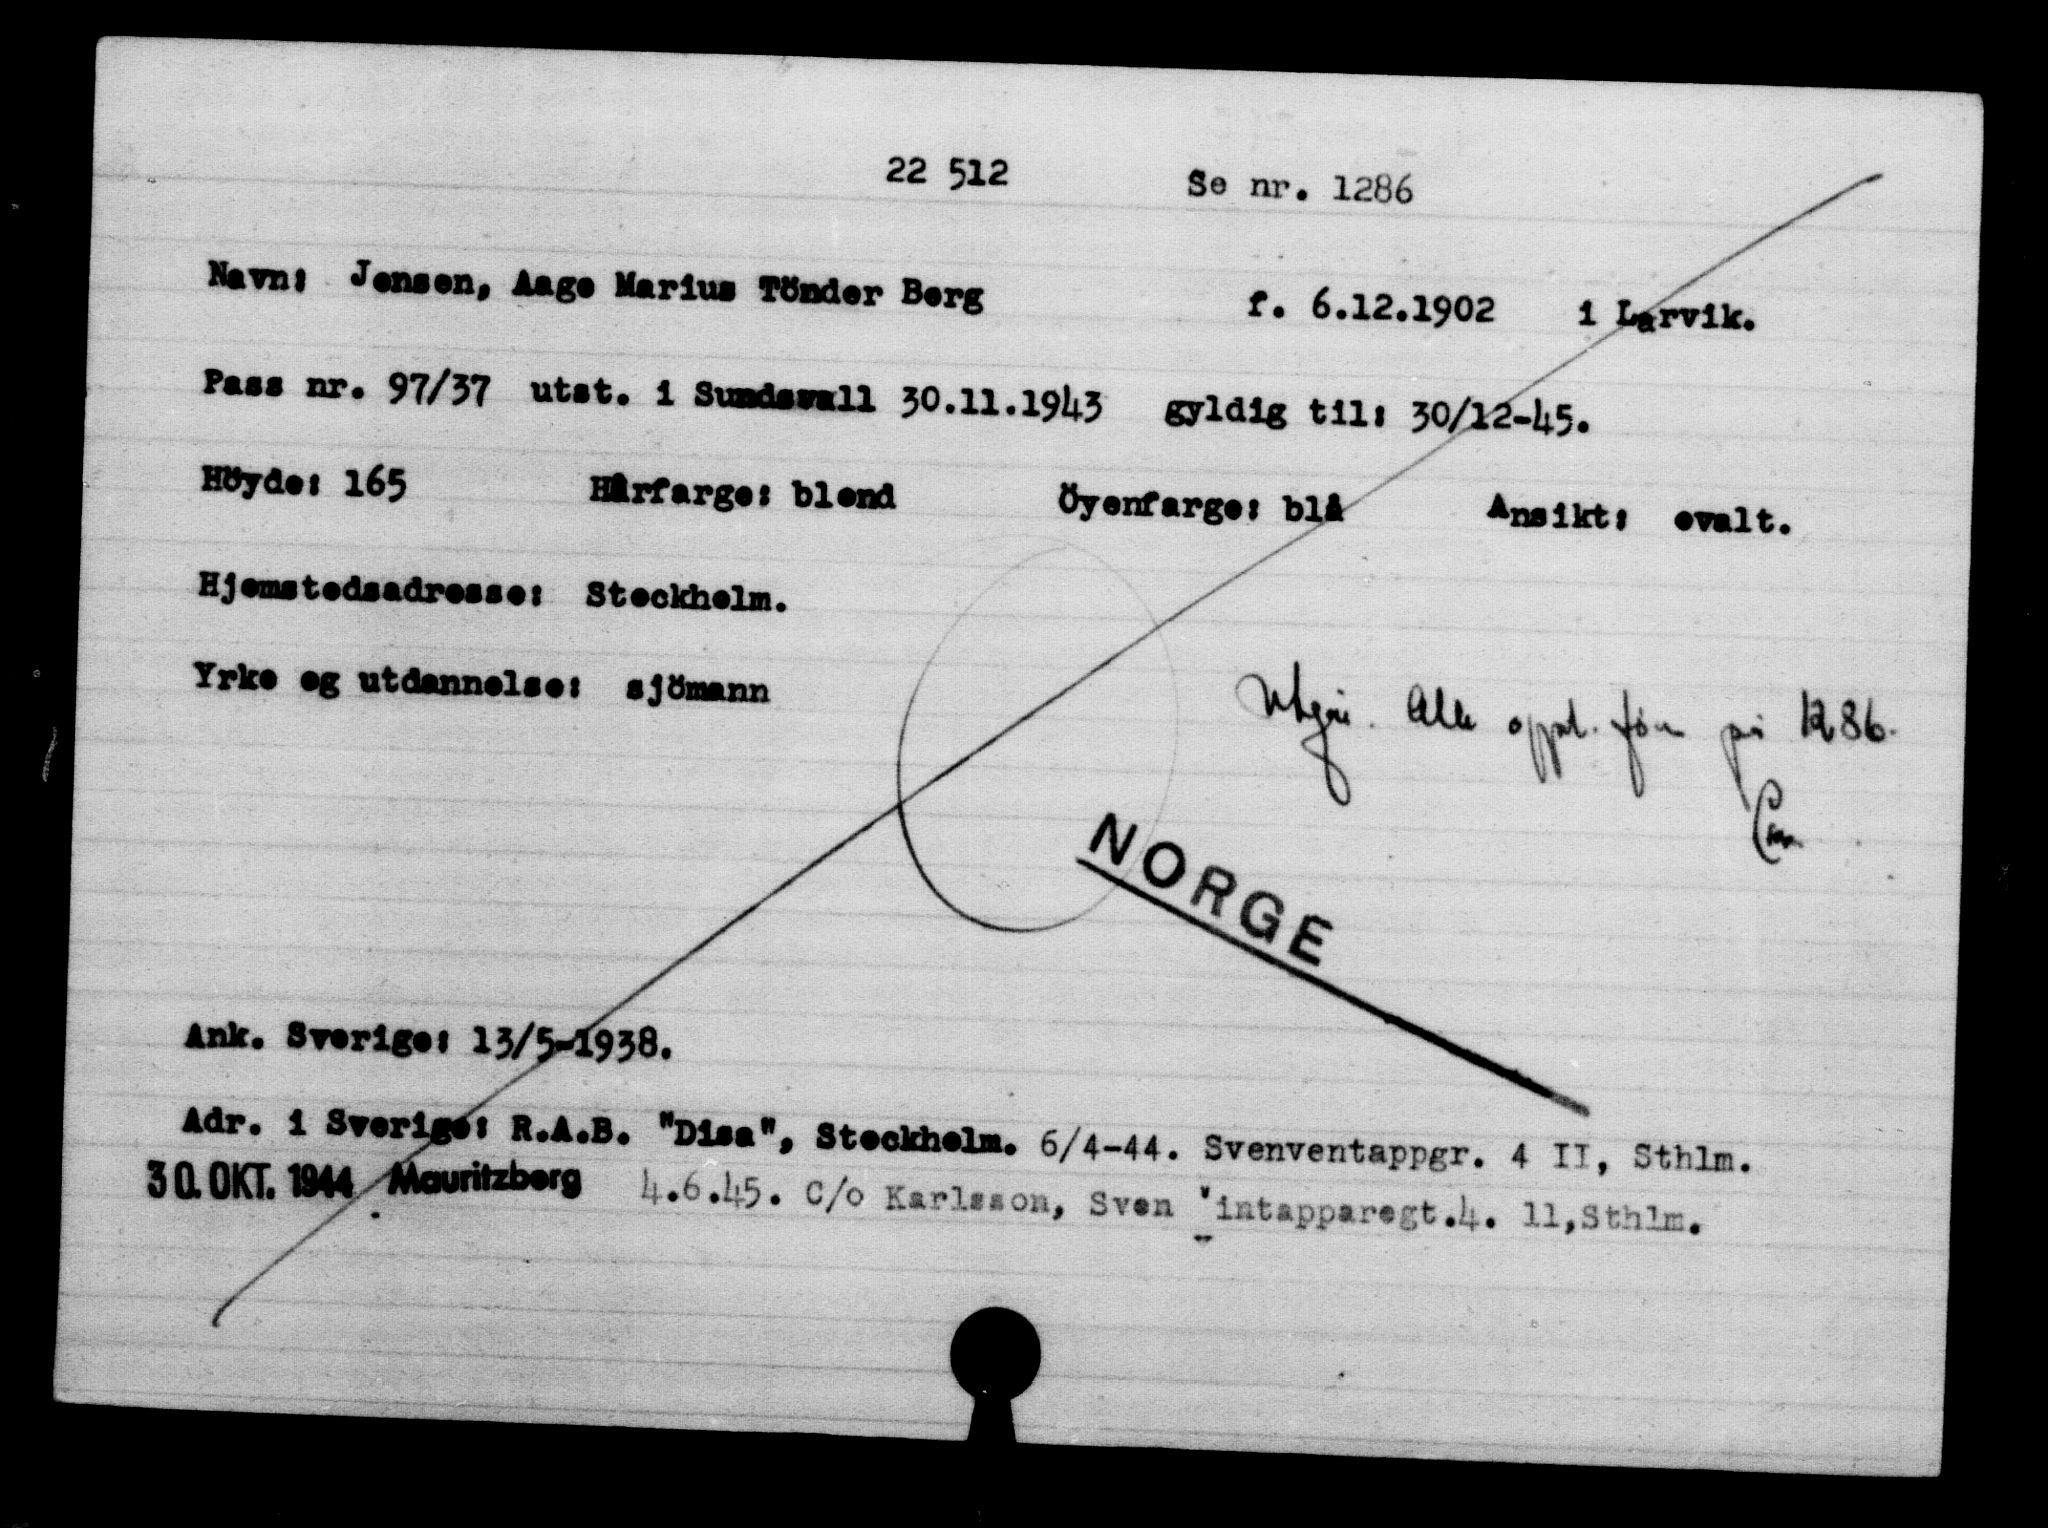 22 512 Se nr. 1286
Navn: Jensen, Aage Marius Tönder Berg f. 6.12.1902 i Larvik.
Pass nr. 97/37 utst. i Sundsvall 30.11.1943 gyldig til: 30/12-45.
Höyde: 165 Hårfarge: blond Öyenfarge: blå Ansikt: ovalt.
Hjemstedsadresse: Stockholm.
Yrke og utdannelse: sjömann
Utgår. Alle oppl. før på 1286.
NORGE
Ank. Sverige: 13/5-1938.
Adr. i Sverige: R.A.B. "Disa", Stockholm. 6/4-44. Svenventappgr. 4 II, Sthlm.
30. OKT. 1944 Mauritzberg 4.6.45. C/o Karlsson, Sven "intapparegt.4. 11,Sthlm.